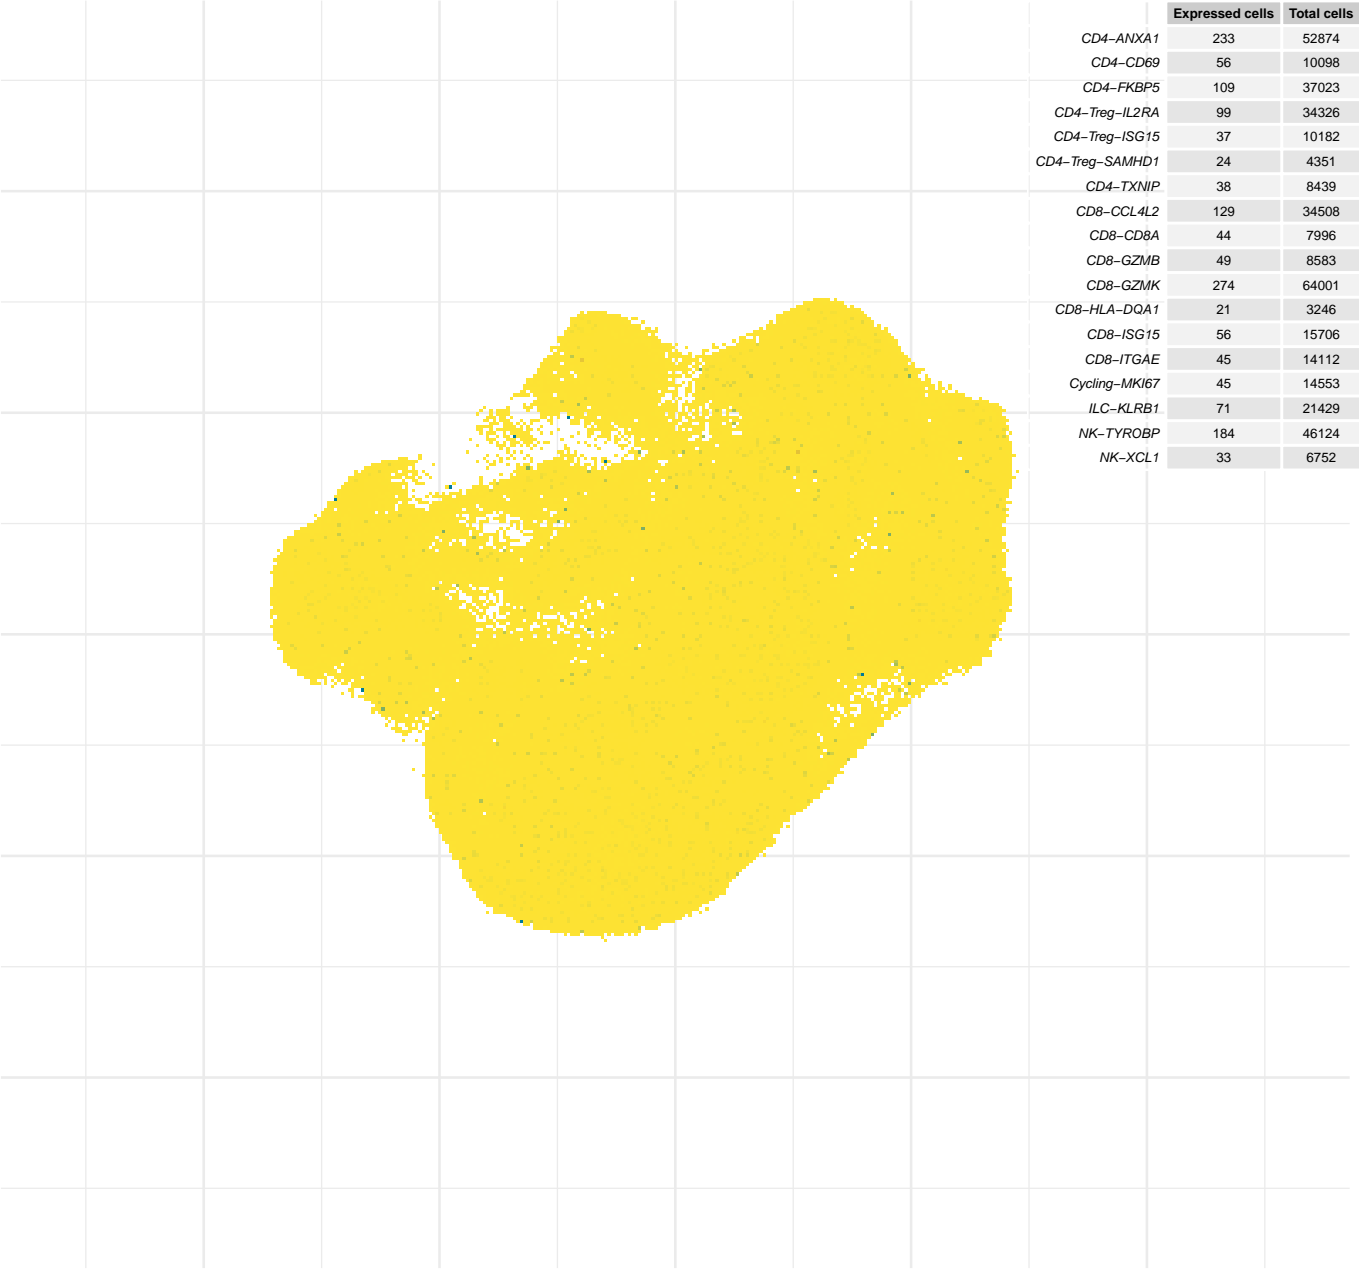 Expressed cells Total cells
CD4−ANXA1 233 52874
CD4−CD69 56 10098
CD4−FKBP5 109 37023
CD4−Treg−IL2RA 99 34326
CD4−Treg−ISG15 37 10182
CD4−Treg−SAMHD1 24 4351
CD4−TXNIP 38 8439
CD8−CCL4L2 129 34508
CD8−CD8A 44 7996
CD8−GZMB 49 8583
CD8−GZMK 274 64001
CD8−HLA−DQA1 21 3246
CD8−ISG15 56 15706
CD8−ITGAE 45 14112
Cycling−MKI67 45 14553
ILC−KLRB1 71 21429
NK−TYROBP 184 46124
NK−XCL1 33 6752